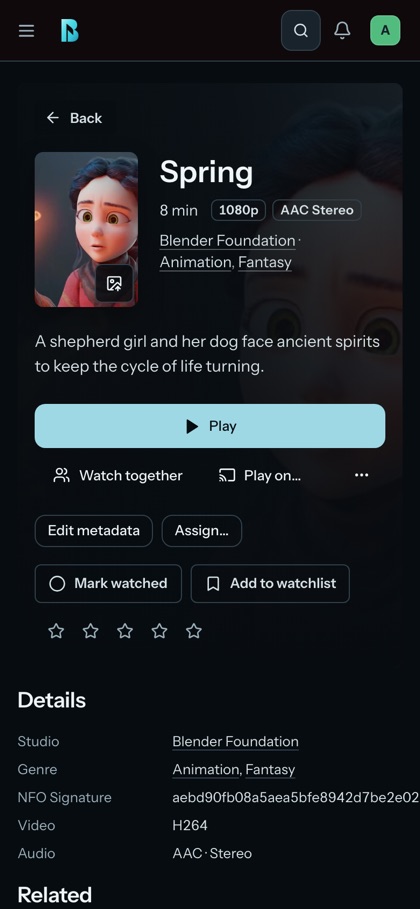 A
Back
Spring
8 min 1080p AAC Stereo
Blender Foundation ·
Animation, Fantasy
A shepherd girl and her dog face ancient spirits
to keep the cycle of life turning.
Play
Watch together Play on... ...
Edit metadata Assign...
Mark watched Add to watchlist
Details
Studio Blender Foundation
Genre Animation, Fantasy
NFO Signature aebd90fb08a5aea5bfe8942d7be2e02
Video H264
Audio AAC · Stereo
Related